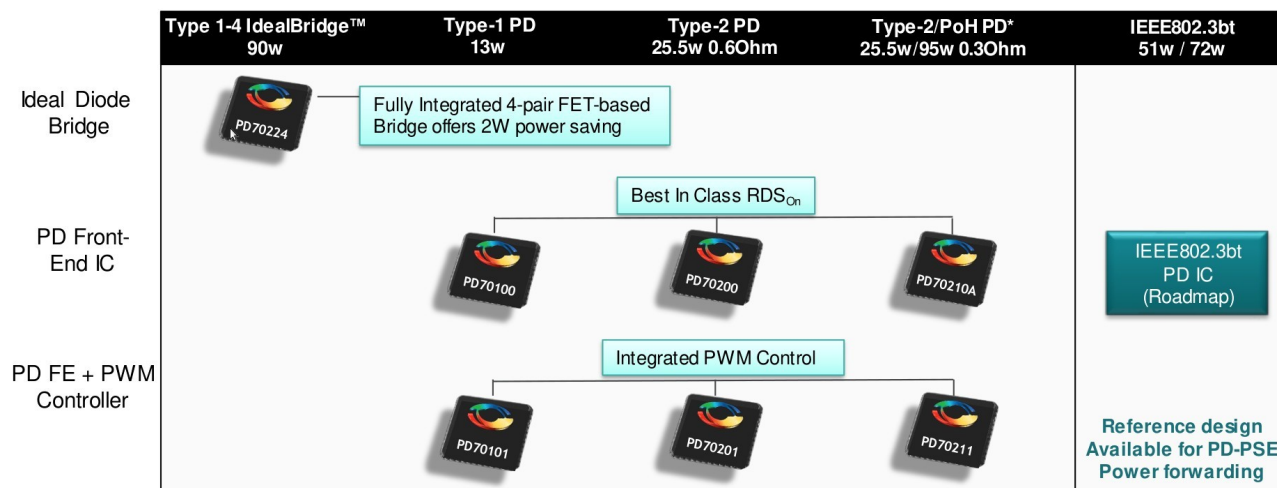 Type 1-4 IdealBridge™
90w
Type-1 PD
13w
Type-2 PD
25.5w 0.6Ohm
Type-2/PoH PD*
25.5w/95w 0.3Ohm
IEEE802.3bt
51w / 72w
Ideal Diode
Bridge
PD70224
Fully Integrated 4-pair FET-based
Bridge offers 2W power saving
Best In Class RDSOn
PD Front-
End IC
PD70100
PD70200
PD70210A
IEEE802.3bt
PD IC
(Roadmap)
Integrated PWM Control
PD FE + PWM
Controller
PD70101
PD70201
PD70211
Reference design
Available for PD-PSE
Power forwarding